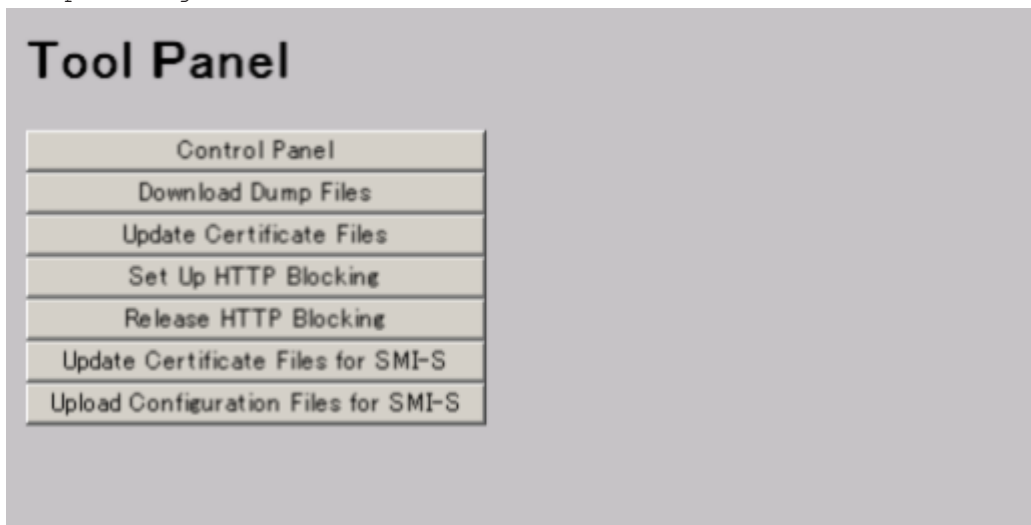 Tool Panel
Control Panel
Download Dump Files
Update Certificate Files
Set Up HTTP Blocking
Release HTTP Blocking
Update Certificate Files for SMI-S
Upload Configuration Files for SMI-S